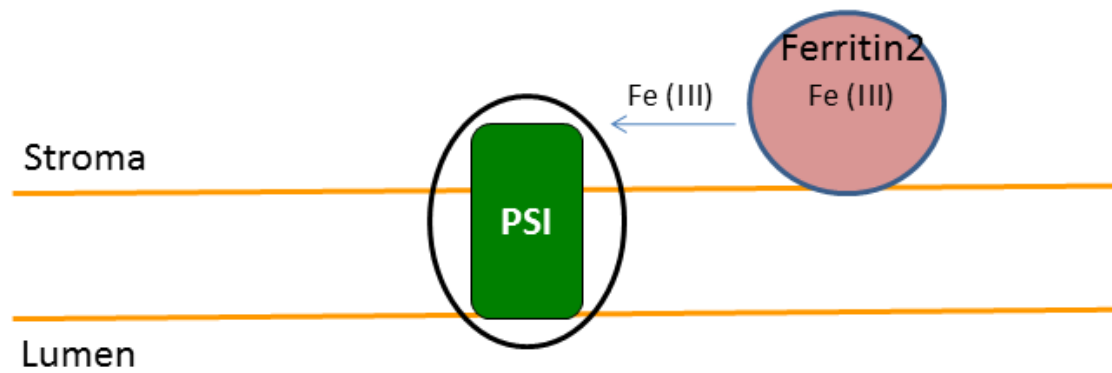 Ferritin2
Fe (III)
Fe (III)
Stroma
PSI
Lumen